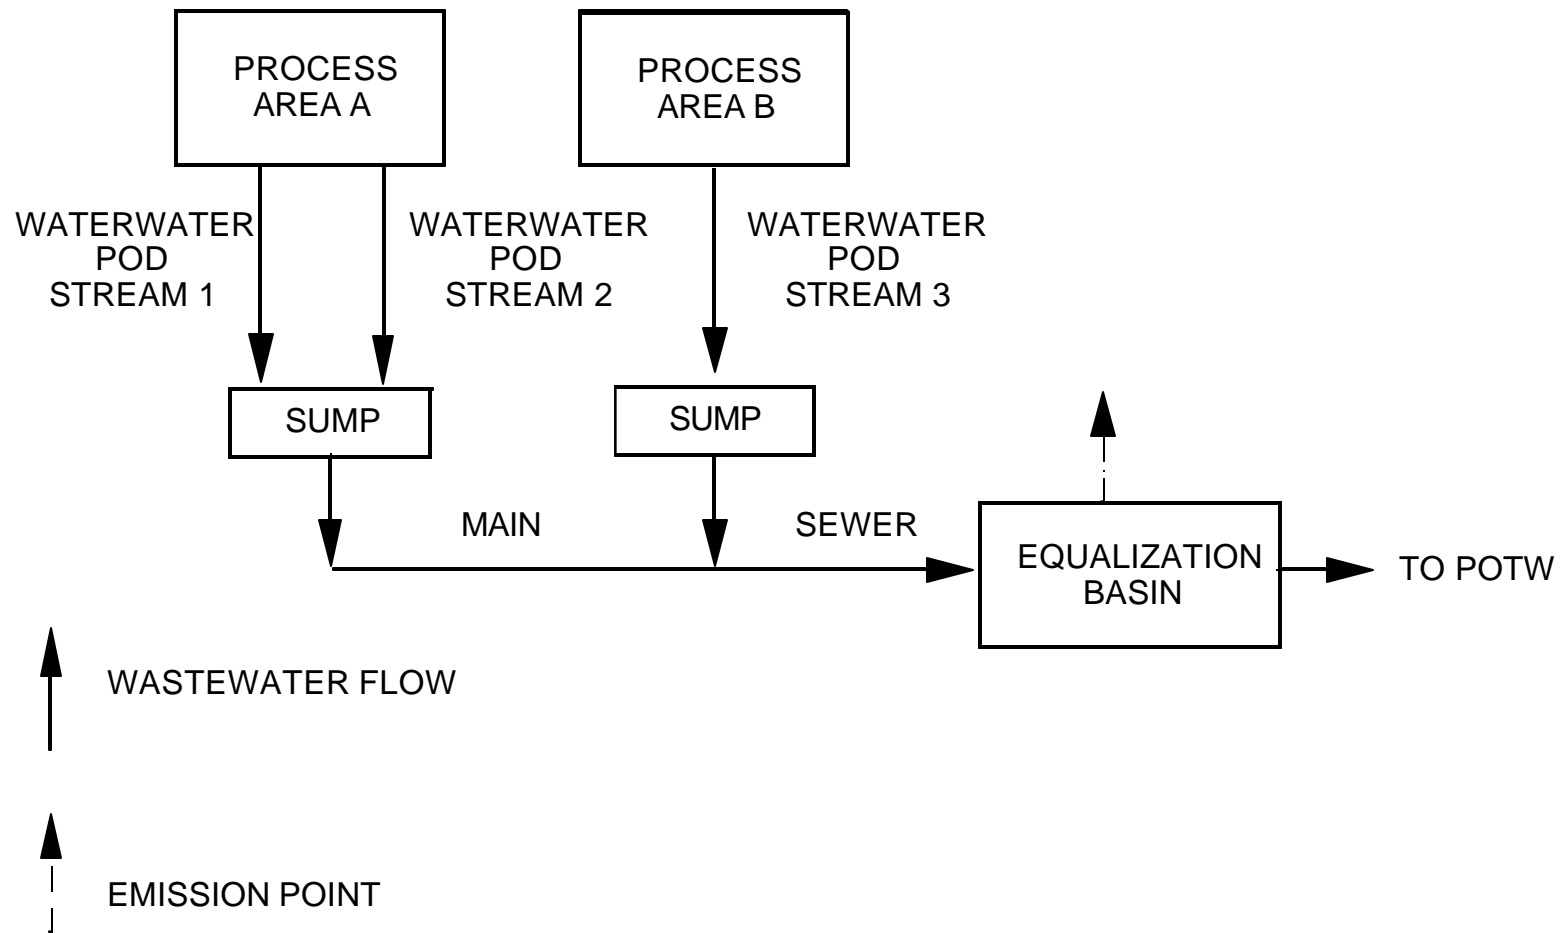 PROCESS
AREA A
PROCESS
AREA B
WATERWATER
POD
STREAM 1
WATERWATER
POD
STREAM 2
WATERWATER
POD
STREAM 3
SUMP
SUMP
MAIN
SEWER
EQUALIZATION
BASIN
TO POTW
WASTEWATER FLOW
EMISSION POINT